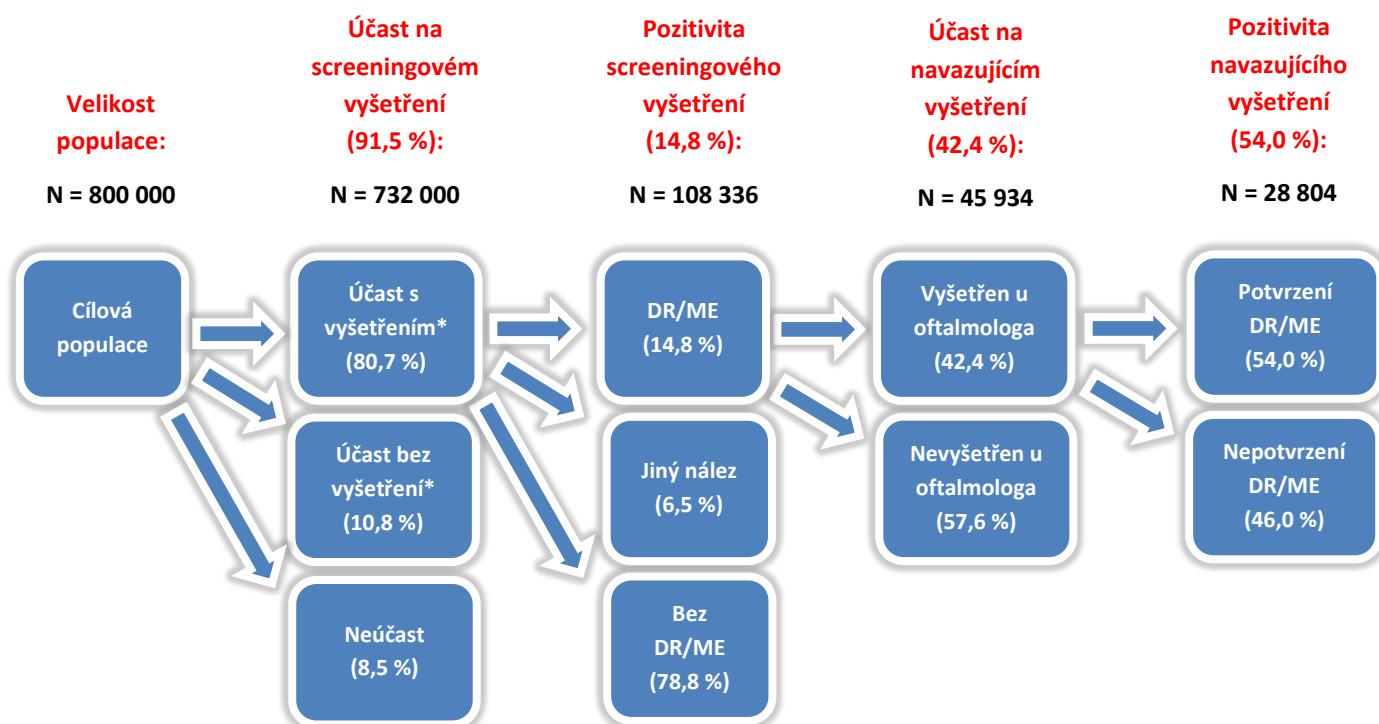 Velikost
populace:
N = 800 000
Účast na
screeningovém
vyšetření
(91,5 %):
N = 732 000
Pozitivita
screeningového
vyšetření
(14,8 %):
N = 108 336
Účast na
navazujícím
vyšetření
(42,4 %):
N = 45 934
Pozitivita
navazujícího
vyšetření
(54,0 %):
N = 28 804
Cílová
populace
Účast s
vyšetřením*
(80,7 %)
Účast bez
vyšetření*
(10,8 %)
Neúčast
(8,5 %)
DR/ME
(14,8 %)
Jiný nález
(6,5 %)
Bez
DR/ME
(78,8 %)
Vyšetřen u
oftalmologa
(42,4 %)
Nevyšetřen u
oftalmologa
(57,6 %)
Potvrzení
DR/ME
(54,0 %)
Nepotvrzení
DR/ME
(46,0 %)